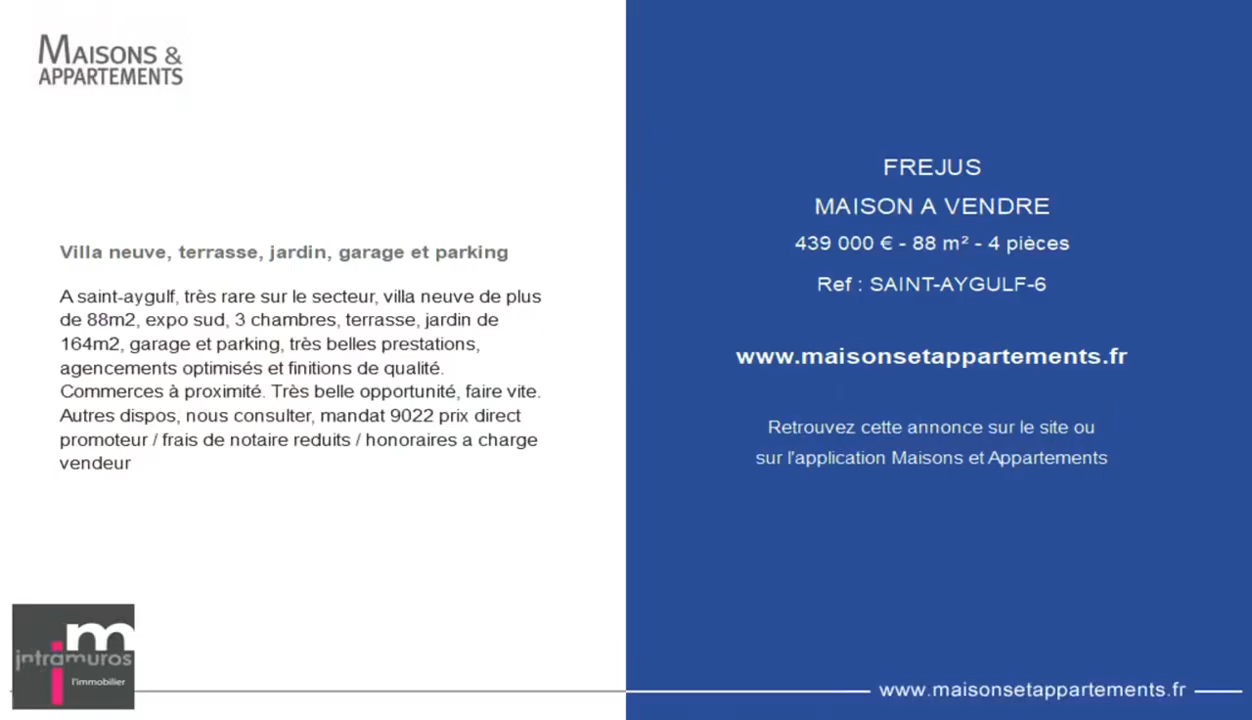 MAISONS &
APPARTEMENTS
Villa neuve, terrasse, jardin, garage et parking
A saint-aygulf, très rare sur le secteur, villa neuve de plus
de 88m2, expo sud, 3 chambres, terrasse, jardin de
164m2, garage et parking, très belles prestations,
agencements optimisés et finitions de qualité.
Commerces à proximité. Très belle opportunité, faire vite.
Autres dispos, nous consulter, mandat 9022 prix direct
promoteur / frais de notaire reduits / honoraires a charge
vendeur
im
intramuros
l'immobilier
FREJUS
MAISON A VENDRE
439 000 € - 88 m² - 4 pièces
Ref : SAINT-AYGULF-6
www.maisonsetappartements.fr
Retrouvez cette annonce sur le site ou
sur l'application Maisons et Appartements
www.maisonsetappartements.fr